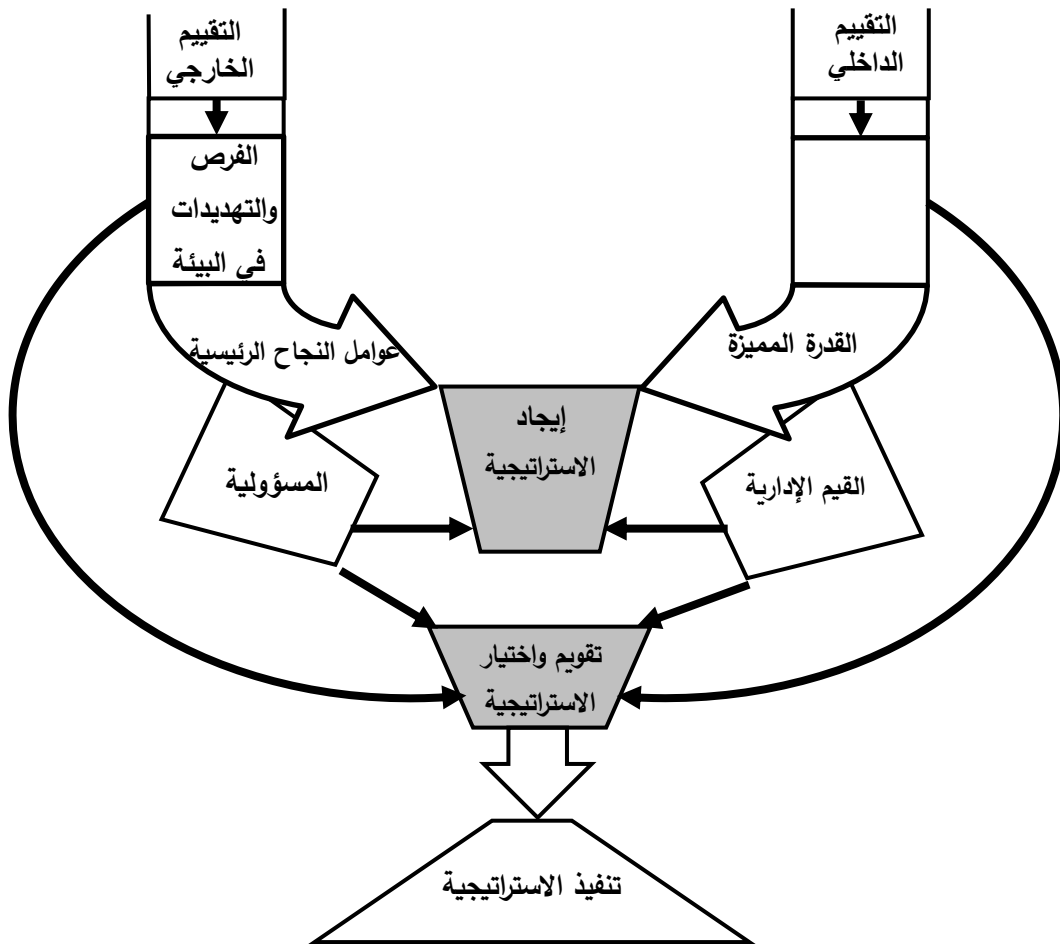 التقييم
الداخلي
التقييم
الخارجي
الفرص
والتهديدات
في البيئة
القدرة المميزة
عوامل النجاح الرئيسية
إيجاد
الاستراتيجية
القيم الإدارية
المسؤولية
تقويم واختيار
الاستراتيجية
تنفيذ الاستراتيجية